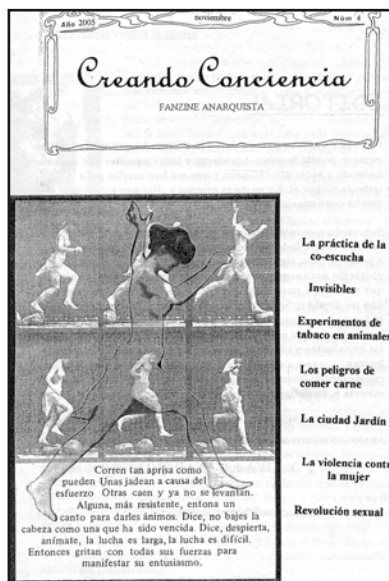 Año 2005
noviembre
Núm 4
Creando Conciencia
FANZINE ANARQUISTA
La práctica de la
co-escucha
Invisibles
Experimentos de
tabaco en animales
Los peligros de
comer carne
La ciudad Jardín
La violencia contra
la mujer
Revolución sexual
Corren tan aprisa como
pueden Unas jadean a causa del
esfuerzo Otras caen y ya no se levantan.
Alguna, más resistente, entona un
canto para darles ánimos. Dice, no bajes la
cabeza como una que ha sido vencida. Dice, despierta,
anímate, la lucha es larga, la lucha es difícil.
Entonces gritan con todas sus fuerzas para
manifestar su entusiasmo.